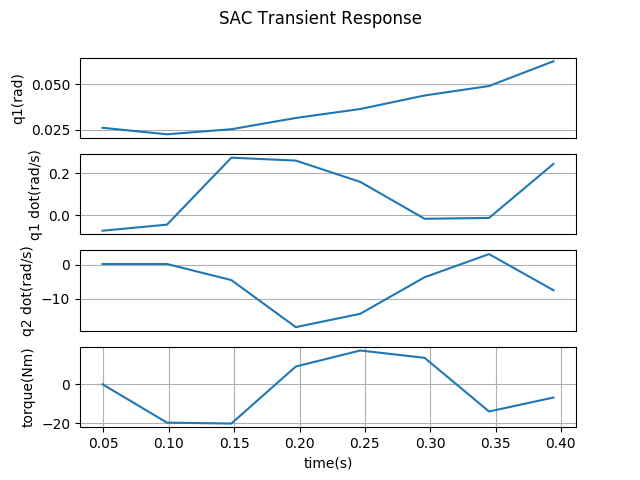 SAC Transient Response
q1(rad)
0.050
0.025
q1 dot(rad/s)
0.2
0.0
q2 dot(rad/s)
0
−10
torque(Nm)
0
−20
0.05 0.10 0.15 0.20 0.25 0.30 0.35 0.40
time(s)